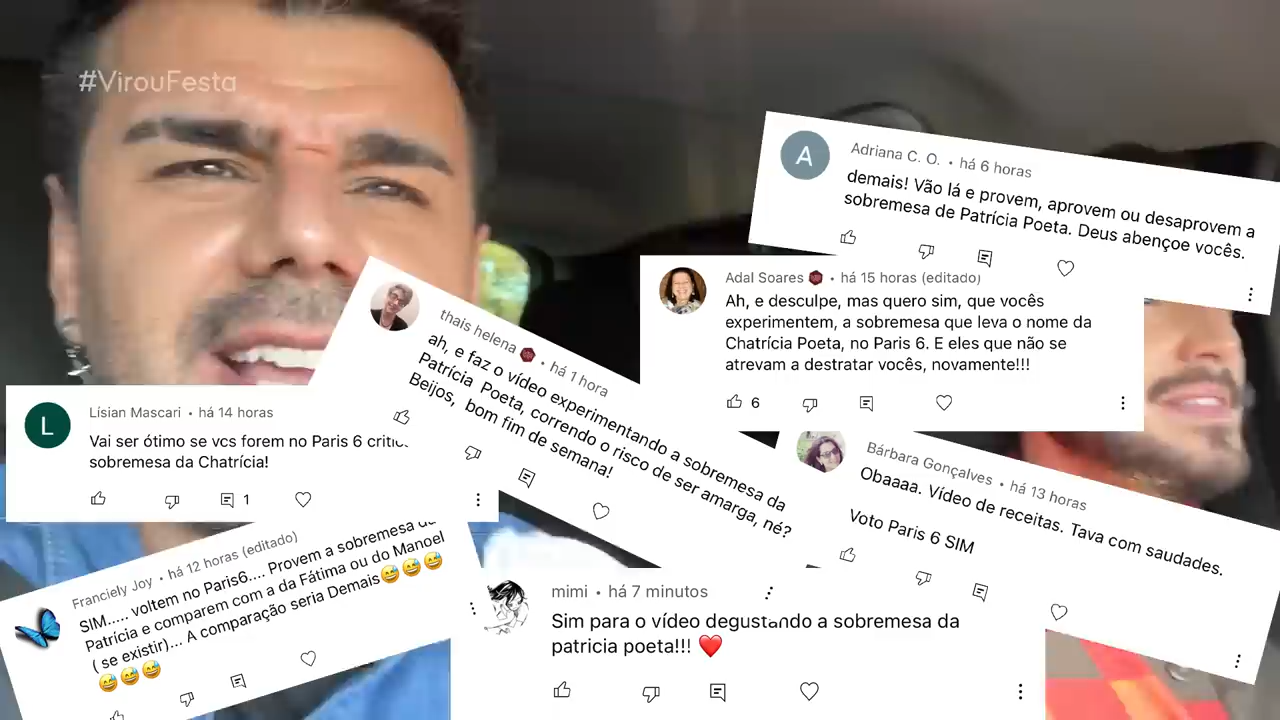 #VirouFesta
Adriana C. O. • há 6 horas
A
demais! Vão lá e provem, aprovem ou desaprovem a
sobremesa de Patrícia Poeta. Deus abençoe vocês.
Adal Soares • há 15 horas (editado)
Ah, e desculpe, mas quero sim, que vocês
experimentem, a sobremesa que leva o nome da
Chatrícia Poeta, no Paris 6. E eles que não se
atrevam a destratar vocês, novamente!!!
6
thais helena • há 1 hora
ah, e faz o vídeo experimentando a sobremesa da
Patrícia Poeta, correndo o risco de ser amarga, né?
Beijos, bom fim de semana!
L
Lísian Mascari • há 14 horas
Vai ser ótimo se vcs forem no Paris 6
sobremesa da Chatrícia!
1
Bárbara Gonçalves • há 13 horas
Obaaaa. Vídeo de receitas. Tava com saudades.
Voto Paris 6 SIM
Franciely Joy • há 12 horas (editado)
SIM..... voltem no Paris6.... Provem a sobremesa da
Patrícia e comparem com a da Fátima ou do Manoel
( se existir)... A comparação seria Demais😅😅😅
😅😅😅
mimi • há 7 minutos
Sim para o vídeo degustando a sobremesa da
patricia poeta!!! ❤️